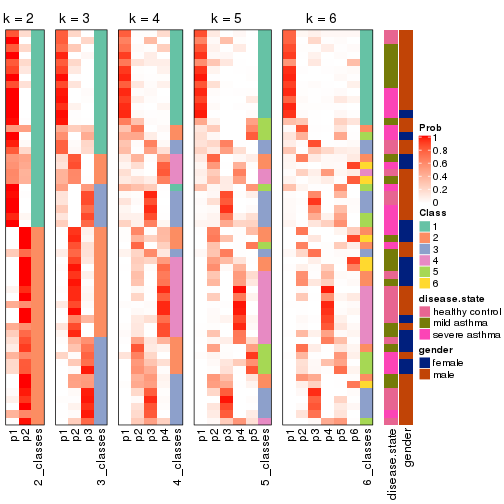 k = 2
k = 3
k = 4
k = 5
k = 6
p1
p2
2_classes
p1
p2
p3
3_classes
p1
p2
p3
p4
4_classes
p1
p2
p3
p4
p5
5_classes
p1
p2
p3
p4
p5
p6
6_classes
disease.state
gender
Prob
1
0.8
0.6
0.4
0.2
0
Class
1
2
3
4
5
6
disease.state
healthy control
mild asthma
severe asthma
gender
female
male